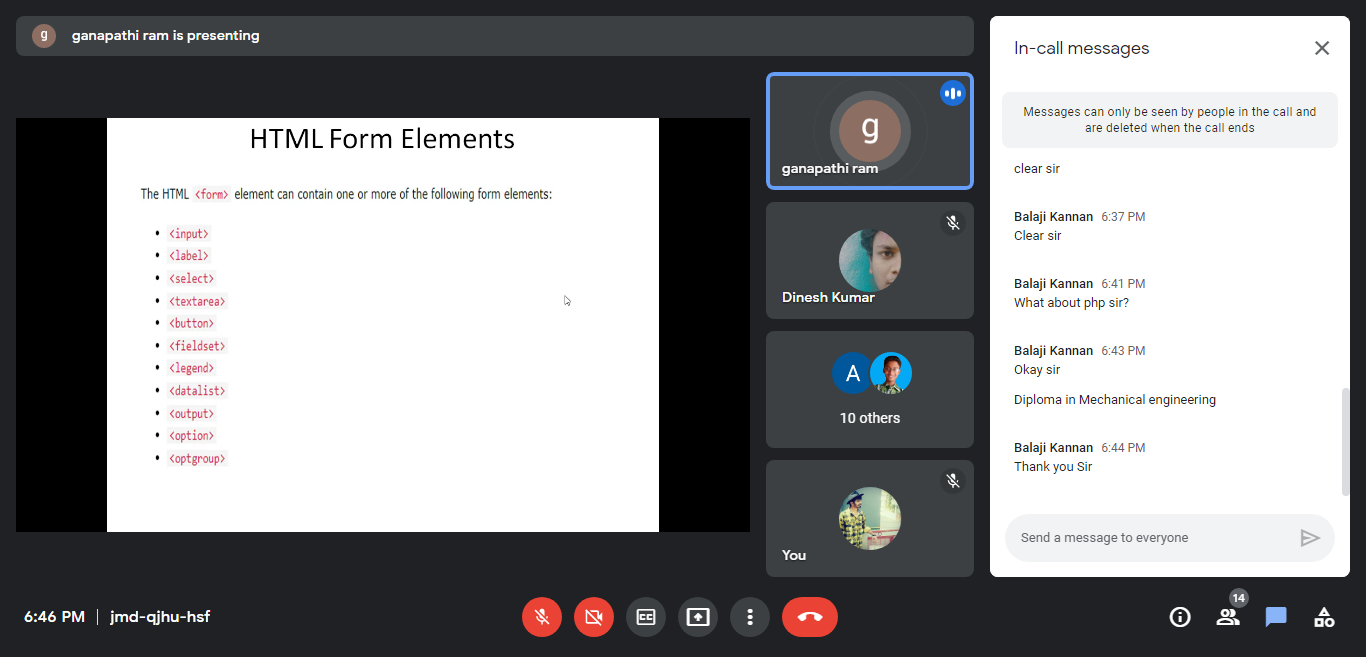 g
ganapathi ram is presenting
HTML Form Elements
The HTML <form> element can contain one or more of the following form elements:
• <input>
• <label>
• <select>
• <textarea>
• <button>
• <fieldset>
• <legend>
• <datalist>
• <output>
• <option>
• <optgroup>
g
ganapathi ram
Dinesh Kumar
A
10 others
You
In-call messages
Messages can only be seen by people in the call and
are deleted when the call ends
clear sir
Balaji Kannan 6:37 PM
Clear sir
Balaji Kannan 6:41 PM
What about php sir?
Balaji Kannan 6:43 PM
Okay sir
Diploma in Mechanical engineering
Balaji Kannan 6:44 PM
Thank you Sir
Send a message to everyone
6:46 PM | jmd-qjhu-hsf
CC
14